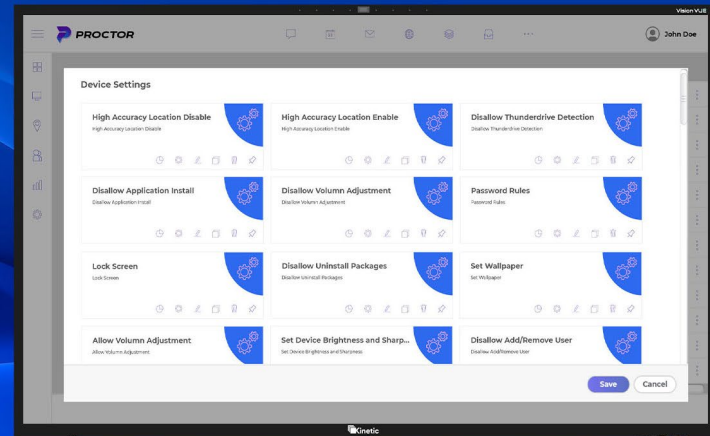 Vision VUE
PROCTOR
John Doe
Device Settings
High Accuracy Location Disable
High Accuracy Location Disable
High Accuracy Location Enable
High Accuracy Location Enable
Disallow Thunderdrive Detection
Disallow Thunderdrive Detection
Disallow Application Install
Disallow Application Install
Disallow Volumn Adjustment
Disallow Volumn Adjustment
Password Rules
Password Rules
Lock Screen
Lock Screen
Disallow Uninstall Packages
Disallow Uninstall Packages
Set Wallpaper
Set Wallpaper
Allow Volumn Adjustment
Allow Volumn Adjustment
Set Device Brightness and Sharp...
Set Device Brightness and Sharpness
Disallow Add/Remove User
Disallow Add/Remove User
Save
Cancel
Kinetic